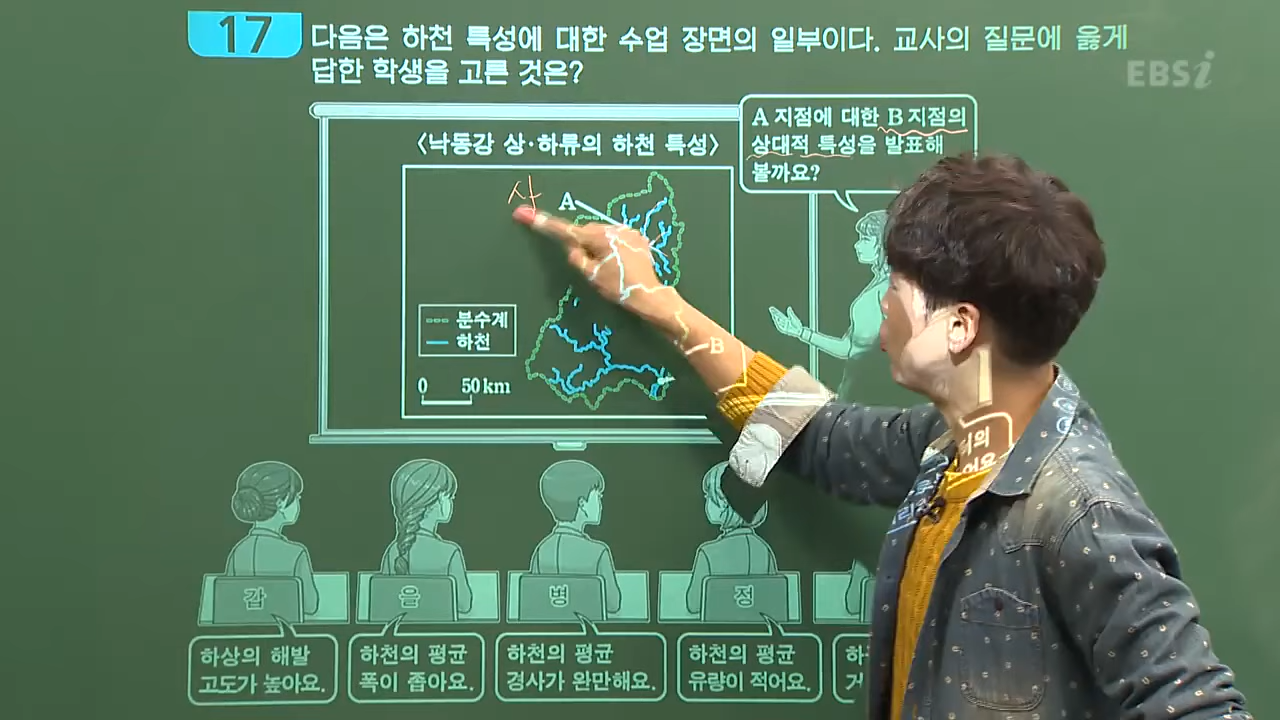 17
다음은 하천 특성에 대한 수업 장면의 일부이다. 교사의 질문에 옳게
답한 학생을 고른 것은?
EBSi
A 지점에 대한 B 지점의
상대적 특성을 발표해
볼까요?
<낙동강 상·하류의 하천 특성>
상
A
B
분수계
하천
0 50 km
갑
을
병
정
하상의 해발
고도가 높아요.
하천의 평균
폭이 좁아요.
하천의 평균
경사가 완만해요.
하천의 평균
유량이 적어요.